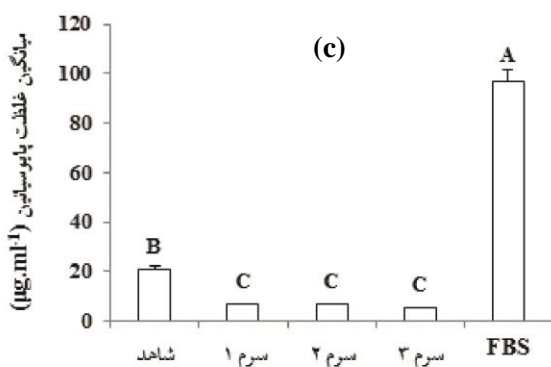 میانگین غلظت پابرسیاتین (µg.ml-1)
120
100
80
60
40
20
0
(c)
B
C
C
C
A
شاهد
سرم ۱
سرم ۲
سرم ۳
FBS